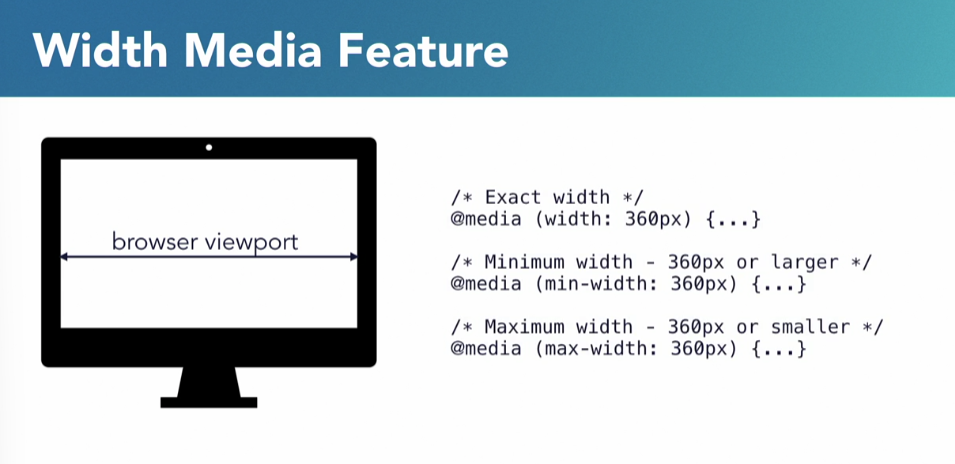 Width Media Feature
browser viewport
/* Exact width */
@media (width: 360px) {...}
/* Minimum width - 360px or larger */
@media (min-width: 360px) {...}
/* Maximum width - 360px or smaller */
@media (max-width: 360px) {...}